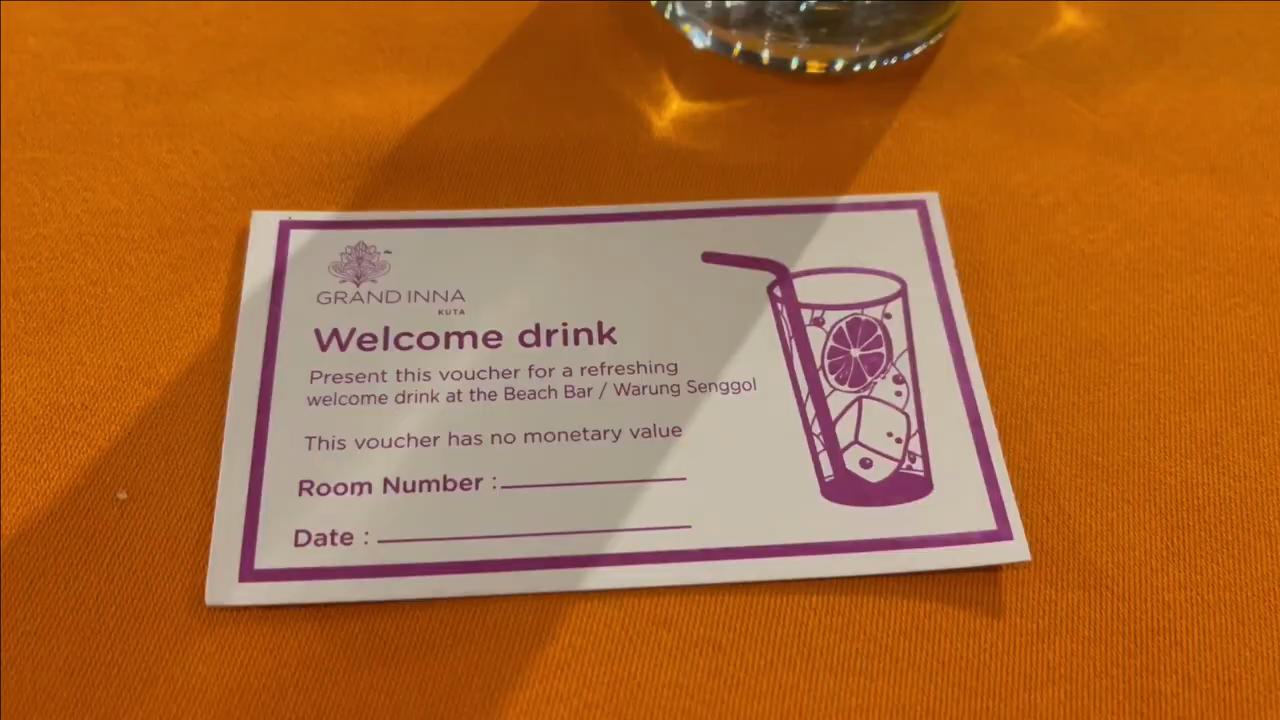 GRAND INNA
KUTA
Welcome drink
Present this voucher for a refreshing
welcome drink at the Beach Bar / Warung Senggol
This voucher has no monetary value
Room Number :
Date :